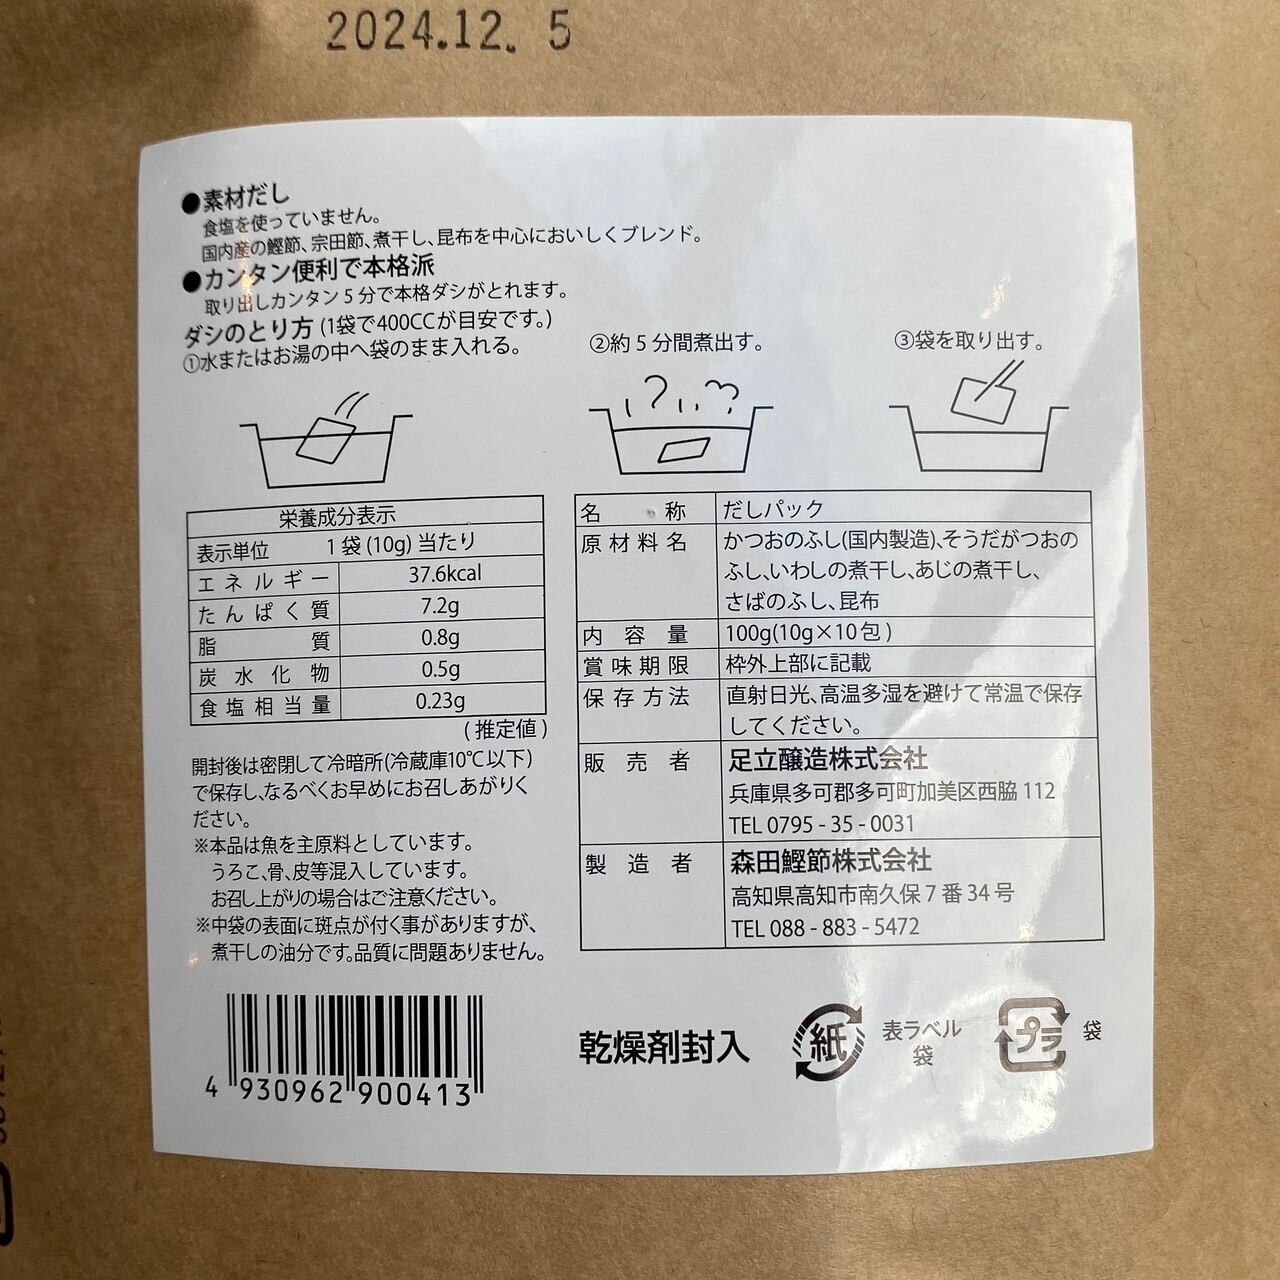 2024.12. 5
●素材だし
食塩を使っていません。
国内産の鰹節、宗田節、煮干し、昆布を中心においしくブレンド。
●カンタン便利で本格派
取り出しカンタン5分で本格ダシがとれます。
ダシのとり方(1袋で400CCが目安です。)
①水またはお湯の中へ袋のまま入れる。
②約5分間煮出す。
③袋を取り出す。
栄養成分表示
表示単位 1袋(10g)当たり
エネルギー 37.6kcal
たんぱく質 7.2g
脂質 0.8g
炭水化物 0.5g
食塩相当量 0.23g
(推定値)
開封後は密閉して冷暗所(冷蔵庫10℃以下)
で保存し、なるべくお早めにお召しあがりく
ださい。
※本品は魚を主原料としています。
うろこ、骨、皮等混入しています。
お召し上がりの場合はご注意ください。
※中袋の表面に斑点が付く事がありますが、
煮干しの油分です。品質に問題ありません。
名称 だしパック
原材料名 かつおのふし(国内製造)、そうだがつおの
ふし、いわしの煮干し、あじの煮干し、
さばのふし、昆布
内容量 100g(10g×10包)
賞味期限 枠外上部に記載
保存方法 直射日光、高温多湿を避けて常温で保存
してください。
販売者 足立醸造株式会社
兵庫県多可郡多可町加美区西脇112
TEL 0795-35-0031
製造者 森田鰹節株式会社
高知県高知市南久保7番34号
TEL 088-883-5472
4 930962 900413
乾燥剤封入
紙
表ラベル
袋
プラ
袋